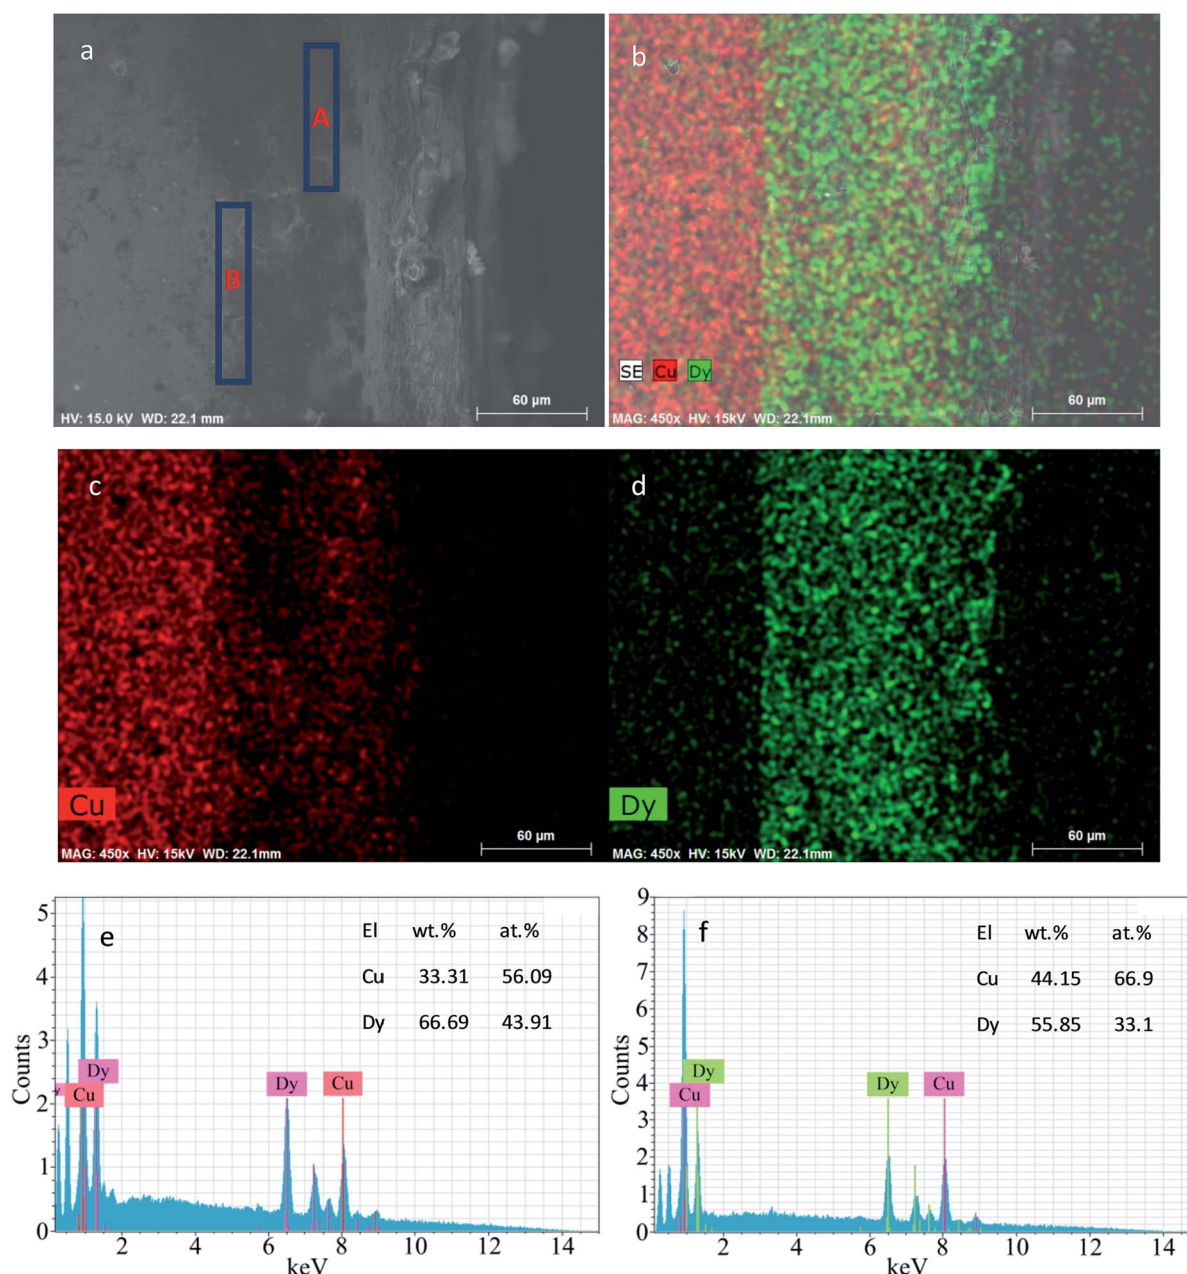 a
A
B
HV: 15.0 kV WD: 22.1 mm
60 µm
b
SE Cu Dy
MAG: 450x HV: 15kV WD: 22.1mm
60 µm
c
Cu
MAG: 450x HV: 15kV WD: 22.1mm
60 µm
d
Dy
MAG: 450x HV: 15kV WD: 22.1mm
60 µm
e
El wt.% at.%
Cu 33.31 56.09
Dy 66.69 43.91
Dy
Cu
Dy
Cu
Counts
5
4
3
2
1
0
2 4 6 8 10 12 14
keV
f
El wt.% at.%
Cu 44.15 66.9
Dy 55.85 33.1
Dy
Cu
Dy
Cu
Counts
9
8
7
6
5
4
3
2
1
0
2 4 6 8 10 12 14
keV